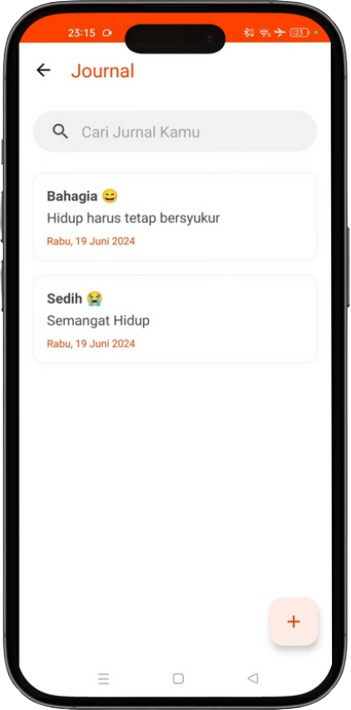 23:15
23
Journal
Cari Jurnal Kamu
Bahagia 😄
Hidup harus tetap bersyukur
Rabu, 19 Juni 2024
Sedih 😭
Semangat Hidup
Rabu, 19 Juni 2024
+